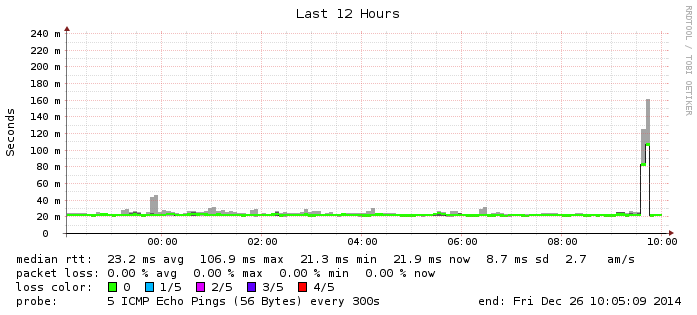 Last 12 Hours
RRDTOOL / TOBI OETIKER
Seconds
240 m
220 m
200 m
180 m
160 m
140 m
120 m
100 m
80 m
60 m
40 m
20 m
0
00:00 02:00 04:00 06:00 08:00 10:00
median rtt: 23.2 ms avg 106.9 ms max 21.3 ms min 21.9 ms now 8.7 ms sd 2.7 am/s
packet loss: 0.00 % avg 0.00 % max 0.00 % min 0.00 % now
loss color: 0 1/5 2/5 3/5 4/5
probe: 5 ICMP Echo Pings (56 Bytes) every 300s end: Fri Dec 26 10:05:09 2014